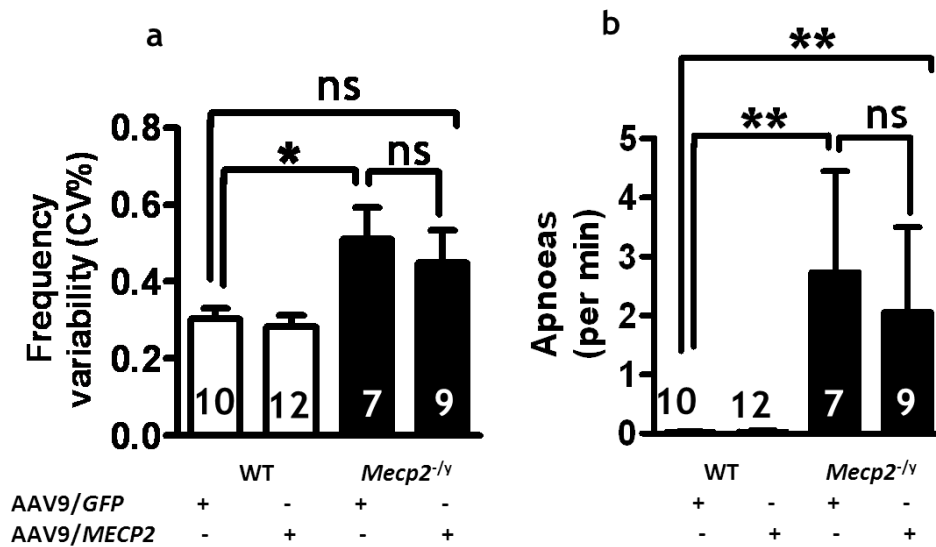 a
ns
*
ns
0.8
0.6
0.4
0.2
0.0
Frequency
variability (CV%)
10 12 7 9
WT Mecp2-/y
AAV9/GFP + - + -
AAV9/MECP2 - + - +
b
**
**
ns
5
4
3
2
1
0
Apnoeas
(per min)
10 12 7 9
WT Mecp2-/y
+ - + -
- + - +